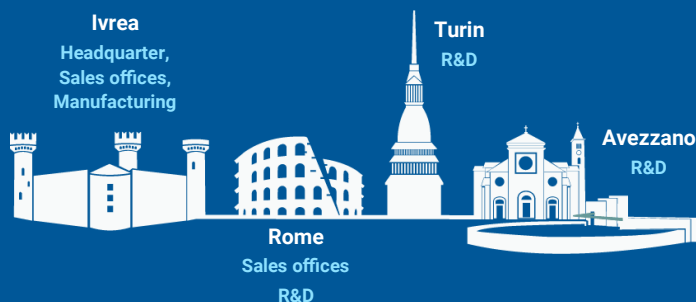 Ivrea
Headquarter,
Sales offices,
Manufacturing
Turin
R&D
Avezzano
R&D
Rome
Sales offices
R&D